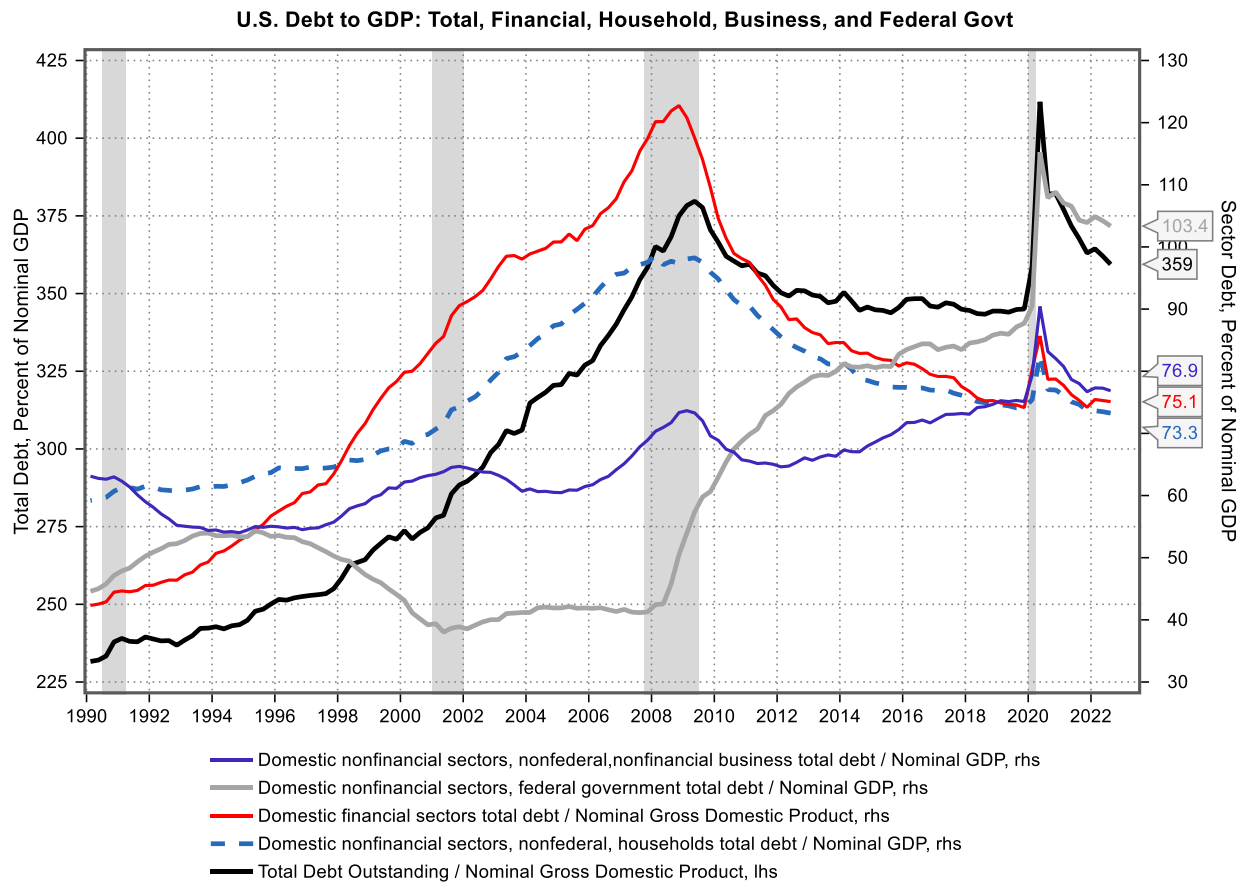 U.S. Debt to GDP: Total, Financial, Household, Business, and Federal Govt
Total Debt, Percent of Nominal GDP
425
400
375
350
325
300
275
250
225
130
120
110
100
90
60
50
40
30
103.4
359
76.9
75.1
73.3
Sector Debt, Percent of Nominal GDP
1990 1992 1994 1996 1998 2000 2002 2004 2006 2008 2010 2012 2014 2016 2018 2020 2022
Domestic nonfinancial sectors, nonfederal,nonfinancial business total debt / Nominal GDP, rhs
Domestic nonfinancial sectors, federal government total debt / Nominal GDP, rhs
Domestic financial sectors total debt / Nominal Gross Domestic Product, rhs
Domestic nonfinancial sectors, nonfederal, households total debt / Nominal GDP, rhs
Total Debt Outstanding / Nominal Gross Domestic Product, lhs